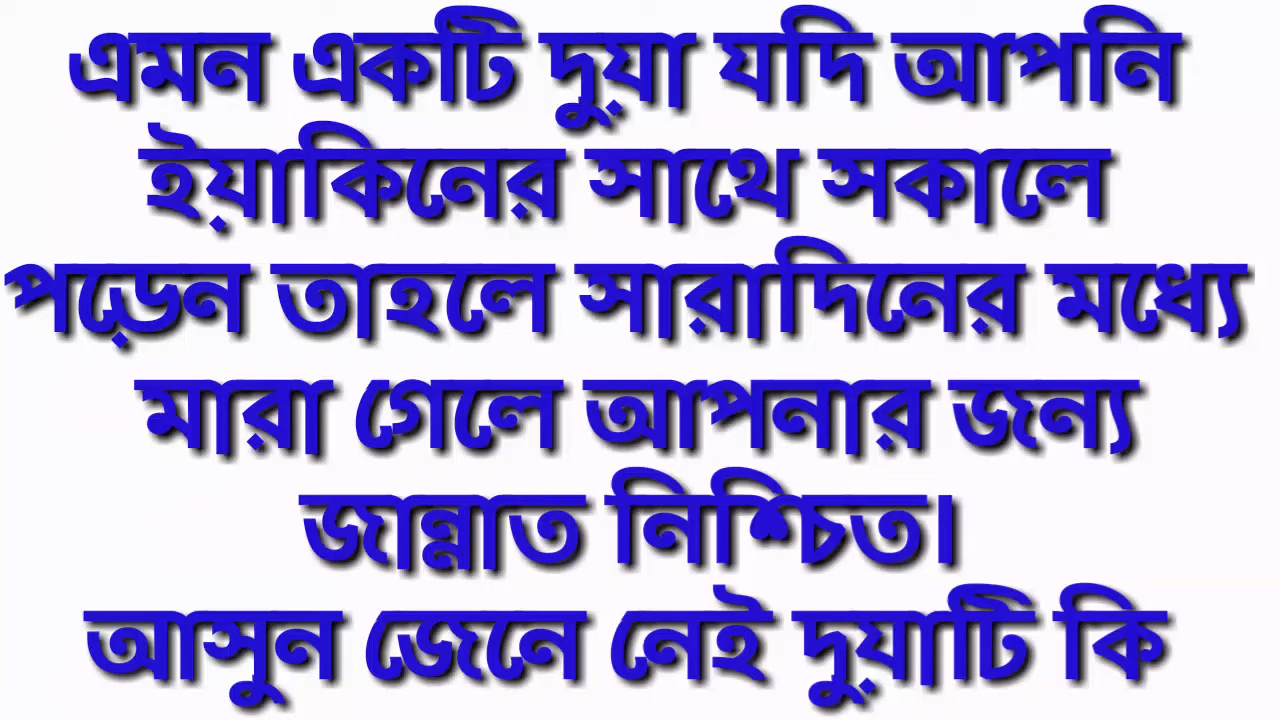 এমন একটি দুয়া যদি আপনি
ইয়াকিনের সাথে সকালে
পড়েন তাহলে সারাদিনের মধ্যে
মারা গেলে আপনার জন্য
জান্নাত নিশ্চিত।
আসুন জেনে নেই দুয়াটি কি